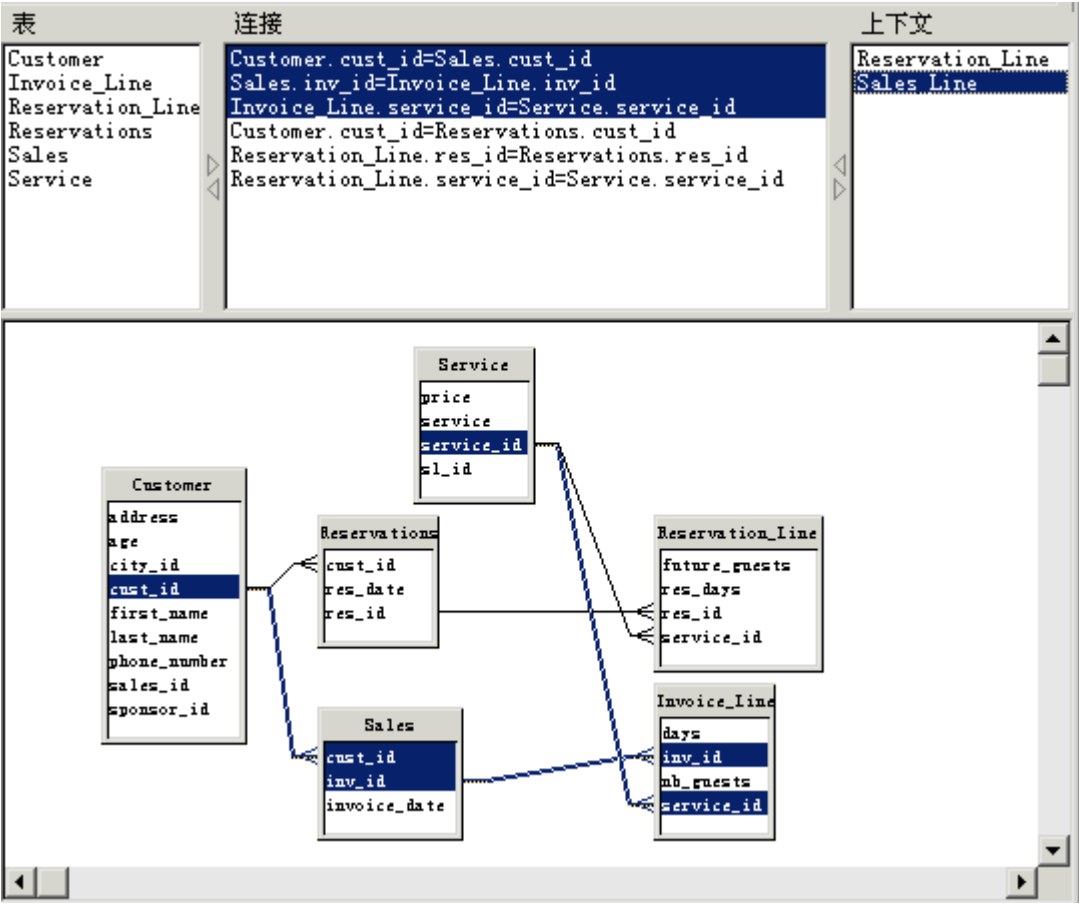 表
连接
上下文
Customer
Invoice_Line
Reservation_Line
Reservations
Sales
Service
Customer.cust_id=Sales.cust_id
Sales.inv_id=Invoice_Line.inv_id
Invoice_Line.service_id=Service.service_id
Customer.cust_id=Reservations.cust_id
Reservation_Line.res_id=Reservations.res_id
Reservation_Line.service_id=Service.service_id
Reservation_Line
Sales_Line
Service
price
service
service_id
sl_id
Customer
address
age
city_id
cust_id
first_name
last_name
phone_number
sales_id
sponsor_id
Reservations
cust_id
res_date
res_id
Reservation_Line
future_guests
res_days
res_id
service_id
Sales
cust_id
inv_id
invoice_date
Invoice_Line
days
inv_id
nb_guests
service_id